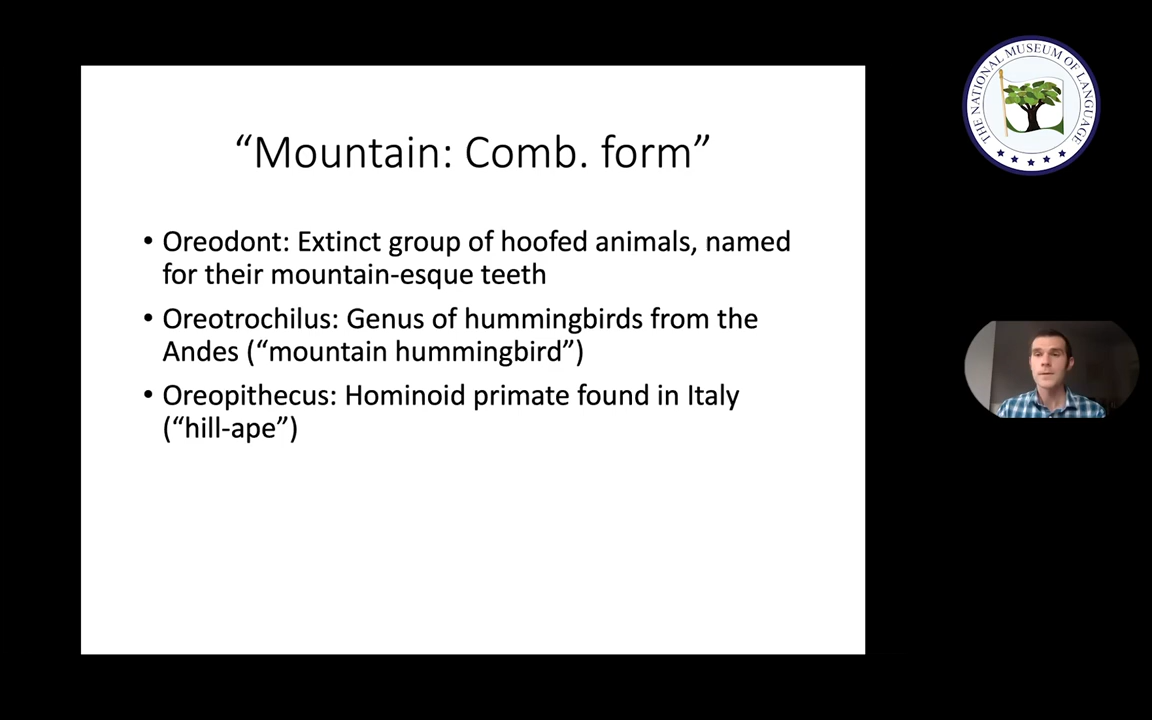 “Mountain: Comb. form”
• Oreodont: Extinct group of hoofed animals, named
for their mountain-esque teeth
• Oreotrochilus: Genus of hummingbirds from the
Andes (“mountain hummingbird”)
• Oreopithecus: Hominoid primate found in Italy
(“hill-ape”)
THE NATIONAL MUSEUM OF LANGUAGE